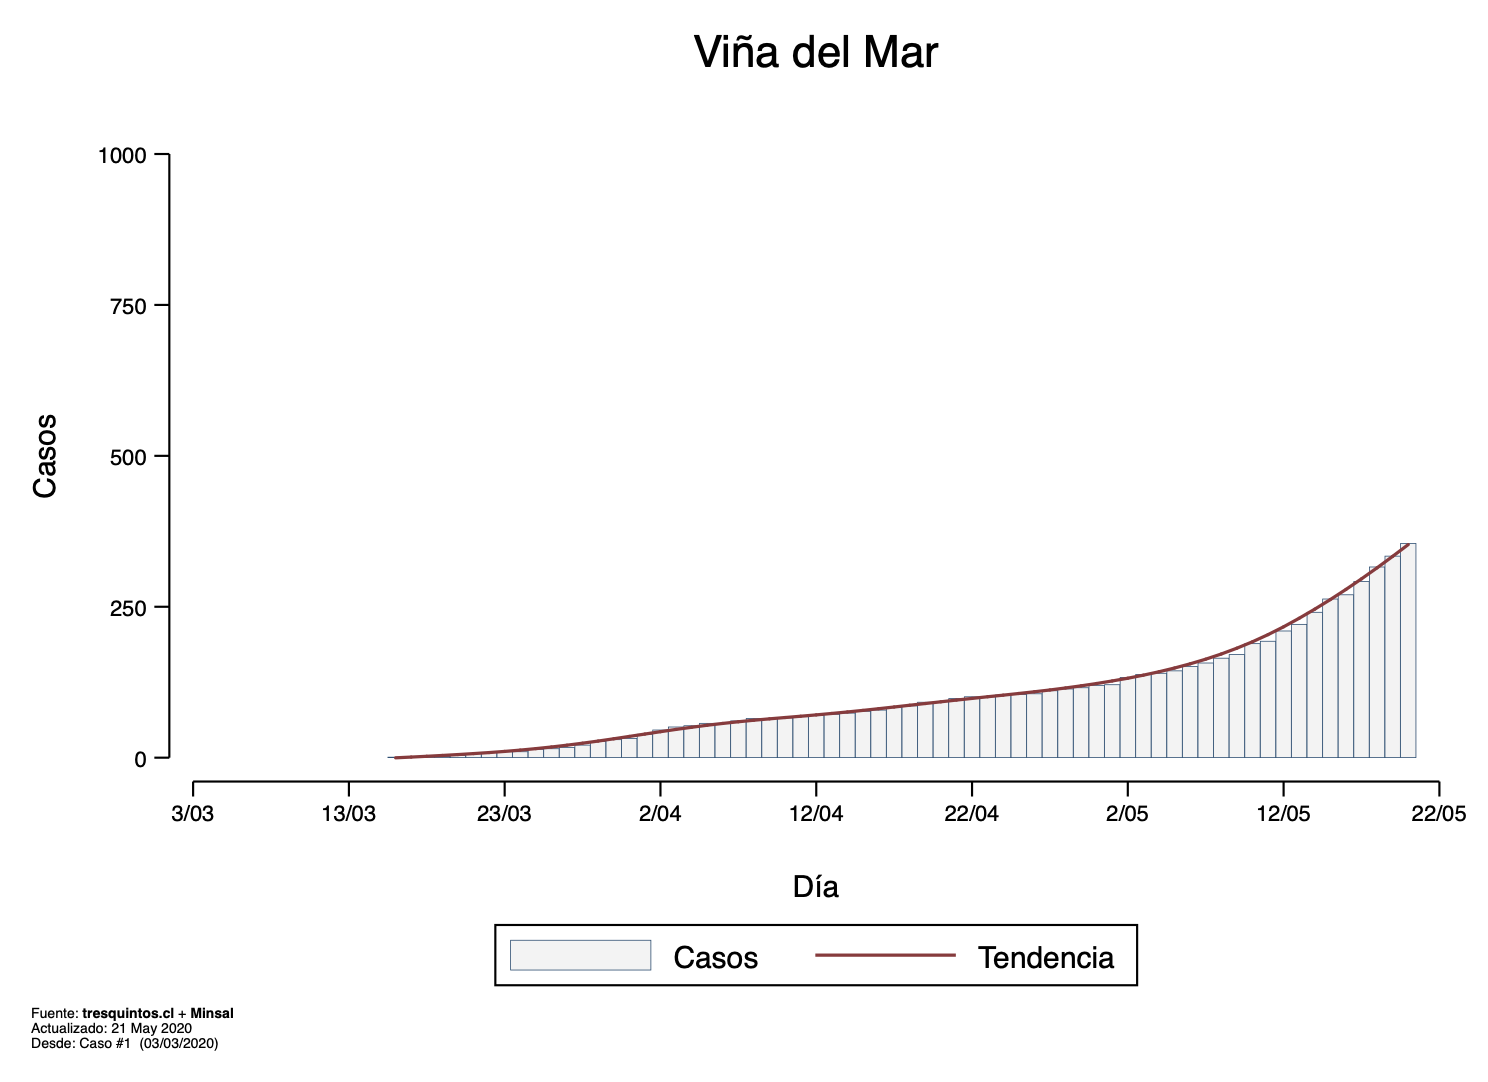 Viña del Mar
Casos
1000
750
500
250
0
3/03 13/03 23/03 2/04 12/04 22/04 2/05 12/05 22/05
Día
Casos Tendencia
Fuente: tresquintos.cl + Minsal
Actualizado: 21 May 2020
Desde: Caso #1 (03/03/2020)